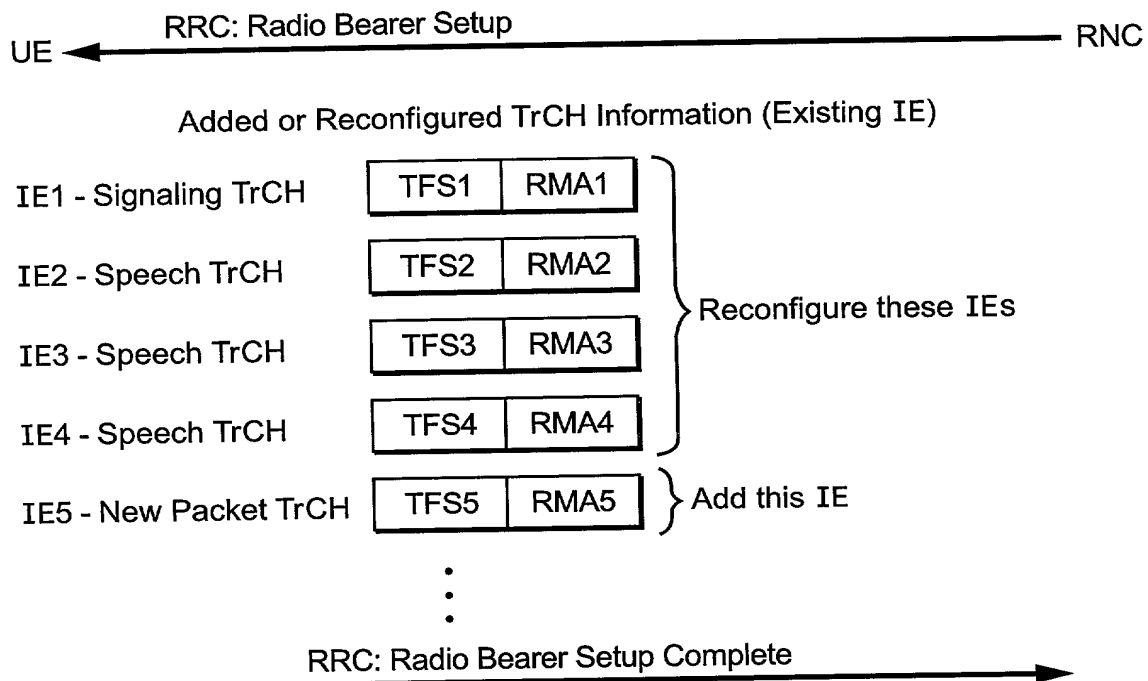 RRC: Radio Bearer Setup
UE RNC
Added or Reconfigured TrCH Information (Existing IE)
IE1 - Signaling TrCH TFS1 RMA1
IE2 - Speech TrCH TFS2 RMA2
Reconfigure these IEs
IE3 - Speech TrCH TFS3 RMA3
IE4 - Speech TrCH TFS4 RMA4
IE5 - New Packet TrCH TFS5 RMA5 Add this IE
RRC: Radio Bearer Setup Complete